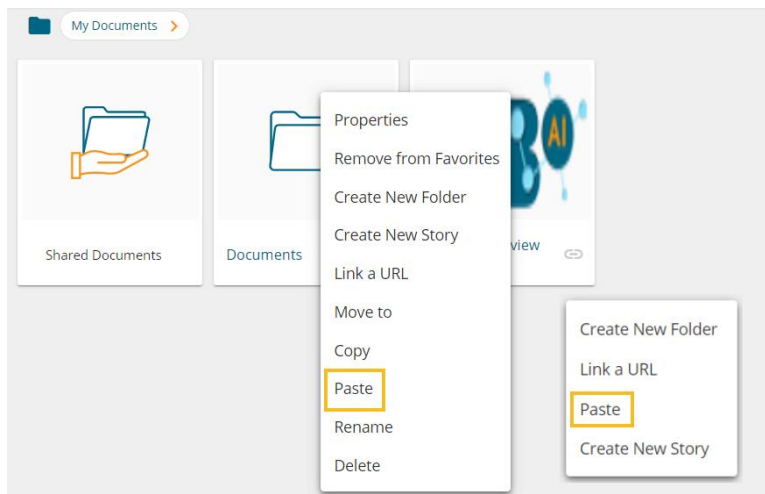 My Documents
AI
Shared Documents
Documents
view
Properties
Remove from Favorites
Create New Folder
Create New Story
Link a URL
Move to
Copy
Paste
Rename
Delete
Create New Folder
Link a URL
Paste
Create New Story